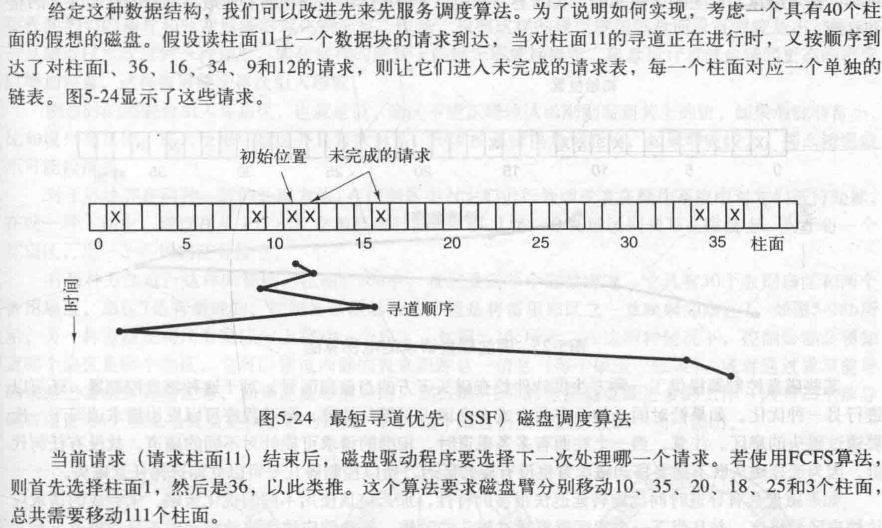 给定这种数据结构，我们可以改进先来先服务调度算法。为了说明如何实现，考虑一个具有40个柱
面的假想的磁盘。假设读柱面11上一个数据块的请求到达，当对柱面11的寻道正在进行时，又按顺序到
达了对柱面1、36、16、34、9和12的请求，则让它们进入未完成的请求表，每一个柱面对应一个单独的
链表。图5-24显示了这些请求。
初始位置 未完成的请求
X X X X X X X
0 5 10 15 20 25 30 35 柱面
时间
寻道顺序
图5-24 最短寻道优先（SSF）磁盘调度算法
当前请求（请求柱面11）结束后，磁盘驱动程序要选择下一次处理哪一个请求。若使用FCFS算法，
则首先选择柱面1，然后是36，以此类推。这个算法要求磁盘臂分别移动10、35、20、18、25和3个柱面，
总共需要移动111个柱面。